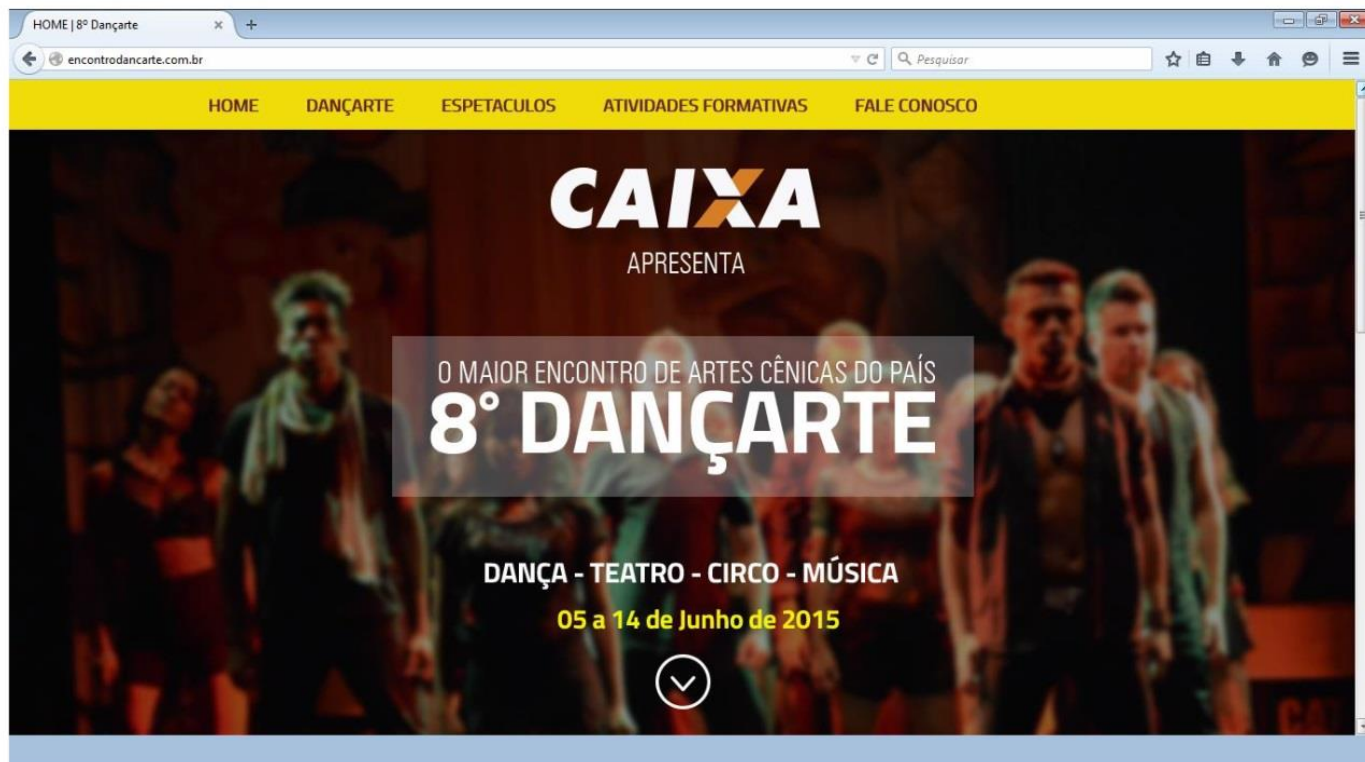 HOME | 8º Dançarte
encontrodancarte.com.br
Pesquisar
HOME DANÇARTE ESPETACULOS ATIVIDADES FORMATIVAS FALE CONOSCO
CAIXA
APRESENTA
O MAIOR ENCONTRO DE ARTES CÊNICAS DO PAÍS
8° DANÇARTE
DANÇA - TEATRO - CIRCO - MÚSICA
05 a 14 de Junho de 2015